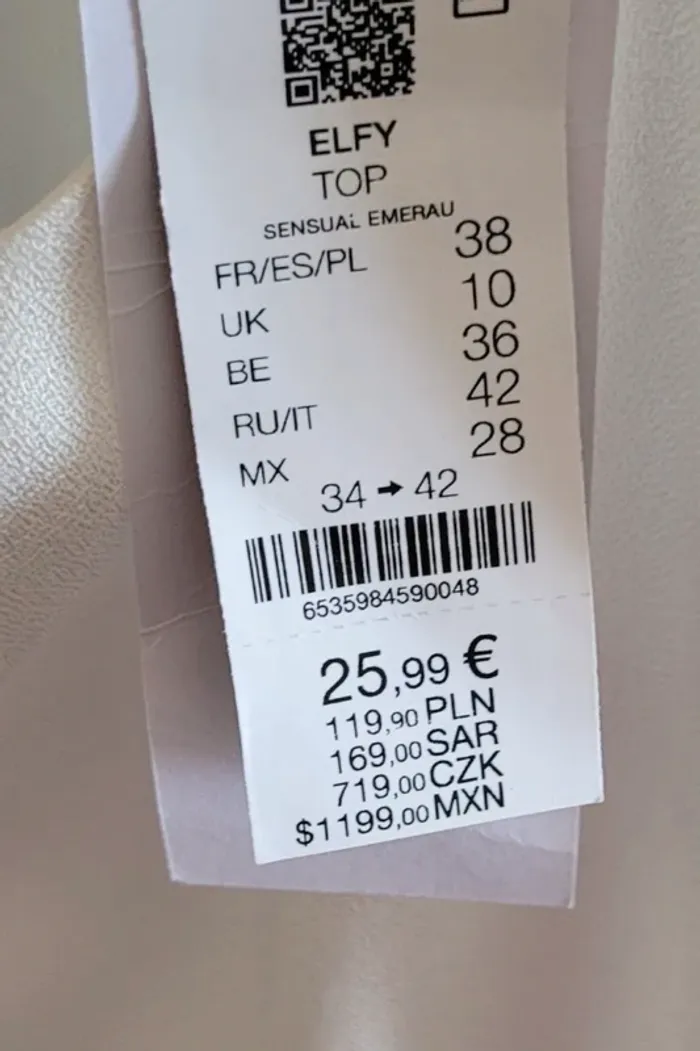 ELFY
TOP
SENSUAL EMERAU
FR/ES/PL 38
UK 10
BE 36
RU/IT 42
MX 28
34 → 42
6535984590048
25,99 €
119,90 PLN
169,00 SAR
719,00 CZK
$1199,00 MXN